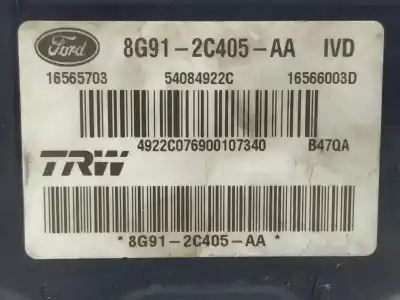 Ford 8G91-2C405-AA IVD
16565703 54084922C 16566003D
4922C076900107340 B47QA
TRW
*8G91-2C405-AA*